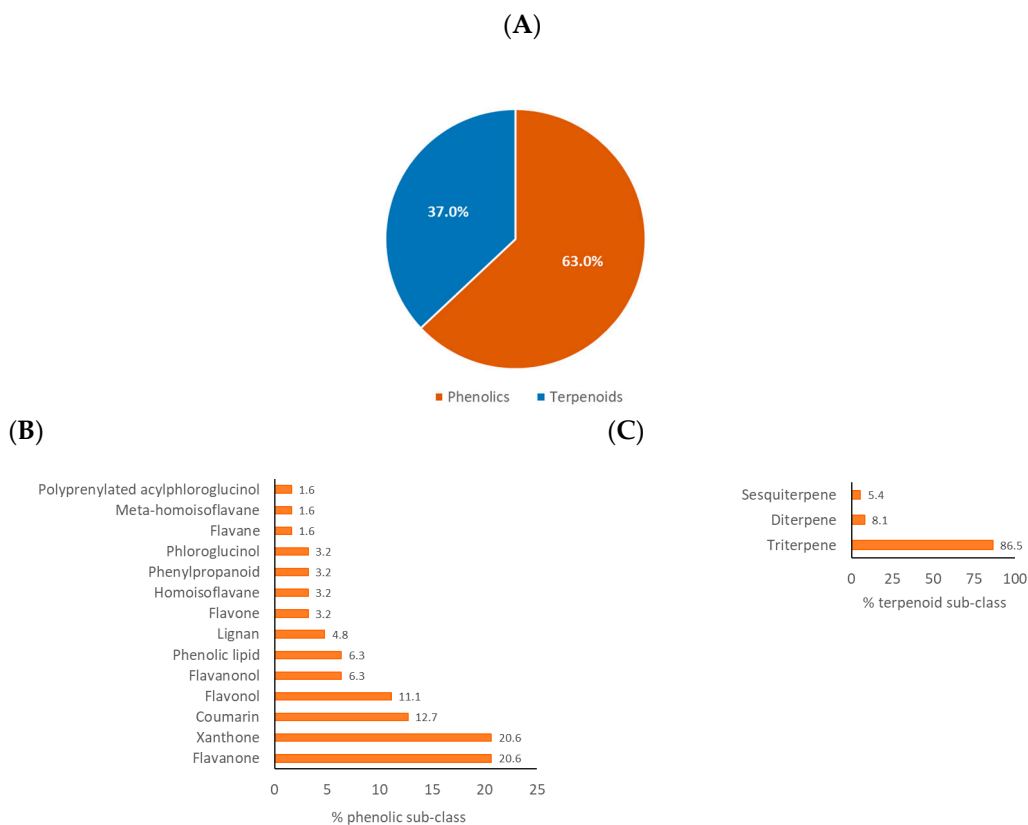 (A)
37.0%
63.0%
Phenolics Terpenoids
(B)
Polyprenylated acylphloroglucinol 1.6
Meta-homoisoflavane 1.6
Flavane 1.6
Phloroglucinol 3.2
Phenylpropanoid 3.2
Homoisoflavane 3.2
Flavone 3.2
Lignan 4.8
Phenolic lipid 6.3
Flavanonol 6.3
Flavonol 11.1
Coumarin 12.7
Xanthone 20.6
Flavanone 20.6
0 5 10 15 20 25
% phenolic sub-class
(C)
Sesquiterpene 5.4
Diterpene 8.1
Triterpene 86.5
0 25 50 75 100
% terpenoid sub-class